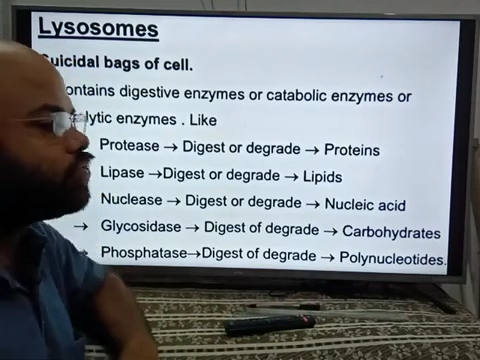 Lysosomes
uicidal bags of cell.
ontains digestive enzymes or catabolic enzymes or
lytic enzymes . Like
Protease → Digest or degrade → Proteins
Lipase →Digest or degrade → Lipids
Nuclease → Digest or degrade → Nucleic acid
→ Glycosidase → Digest of degrade → Carbohydrates
Phosphatase→Digest of degrade → Polynucleotides.